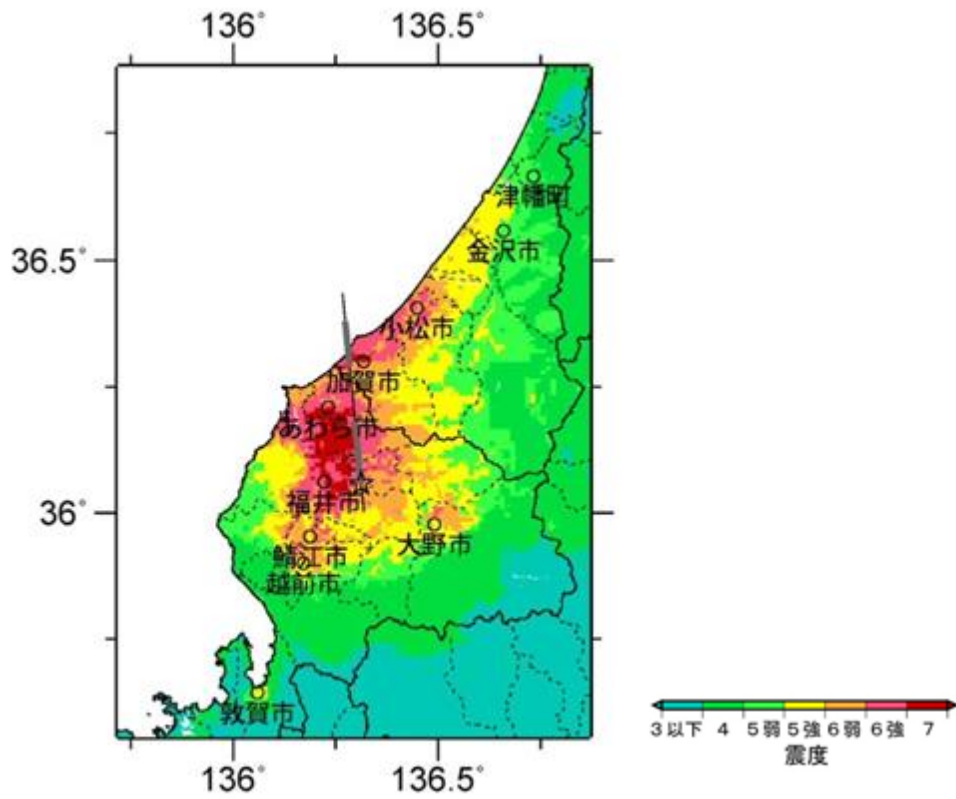 136° 136.5°
津幡町
36.5°
金沢市
小松市
加賀市
あわら市
福井市
36°
大野市
鯖江市
越前市
敦賀市
136° 136.5°
3以下 4 5弱 5強 6弱 6強 7
震度